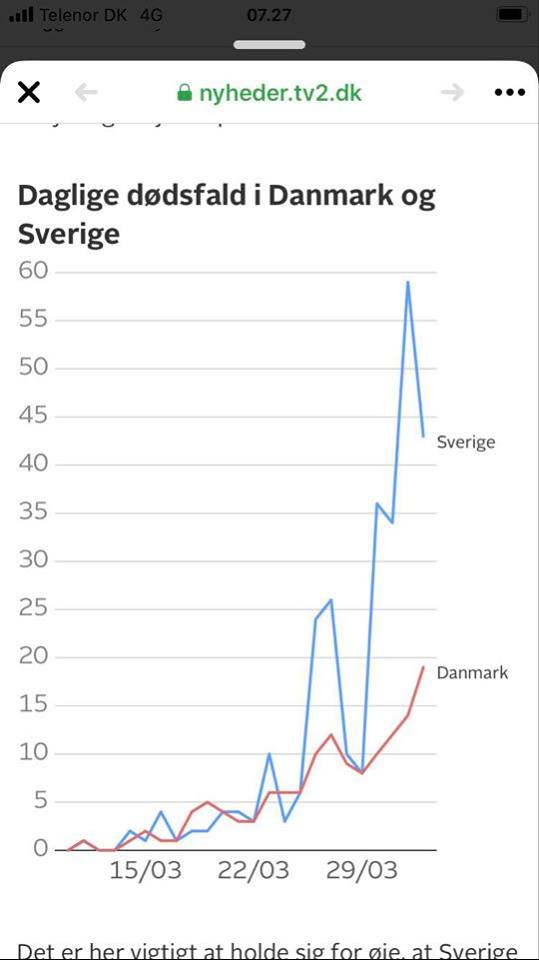 Telenor DK 4G 07.27
nyheder.tv2.dk
Daglige dødsfald i Danmark og
Sverige
60
55
50
45
Sverige
40
35
30
25
20
Danmark
15
10
5
0
15/03 22/03 29/03
Det er her vigtigt at holde sig for øje, at Sverige